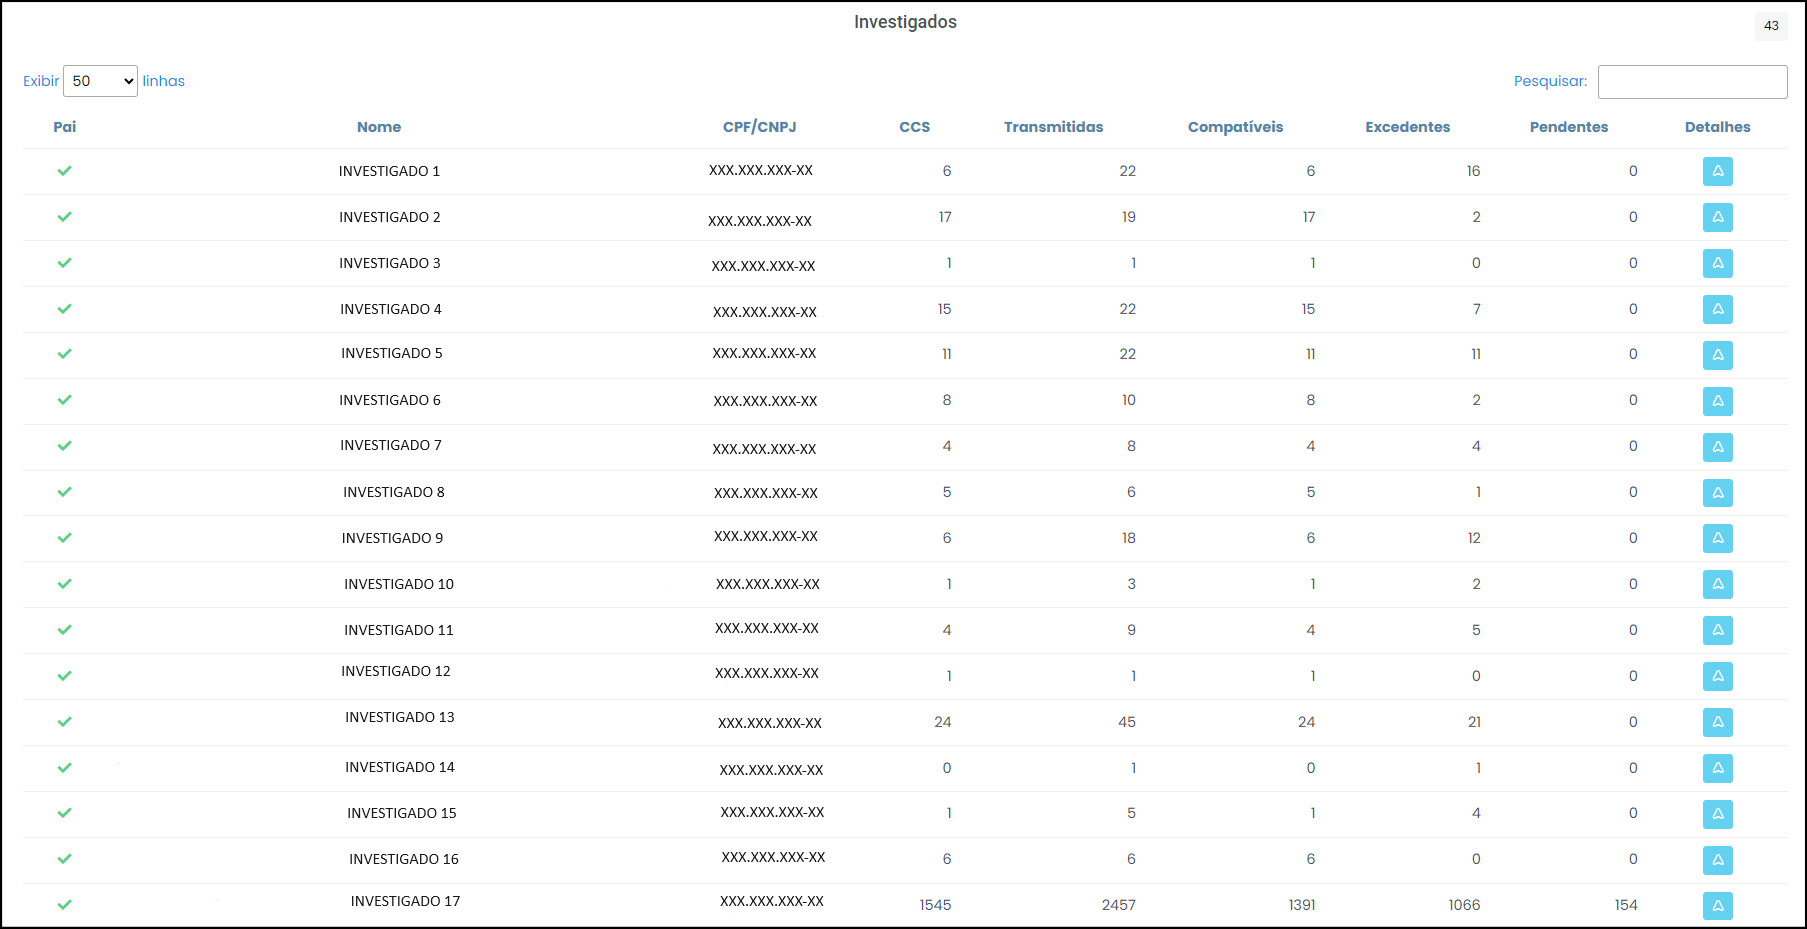 Investigados
43
Exibir 50 linhas Pesquisar:
Pai Nome CPF/CNPJ CCS Transmitidas Compatíveis Excedentes Pendentes Detalhes
INVESTIGADO 1 XXX.XXX.XXX-XX 6 22 6 16 0
INVESTIGADO 2 XXX.XXX.XXX-XX 17 19 17 2 0
INVESTIGADO 3 XXX.XXX.XXX-XX 1 1 1 0 0
INVESTIGADO 4 XXX.XXX.XXX-XX 15 22 15 7 0
INVESTIGADO 5 XXX.XXX.XXX-XX 11 22 11 11 0
INVESTIGADO 6 XXX.XXX.XXX-XX 8 10 8 2 0
INVESTIGADO 7 XXX.XXX.XXX-XX 4 8 4 4 0
INVESTIGADO 8 XXX.XXX.XXX-XX 5 6 5 1 0
INVESTIGADO 9 XXX.XXX.XXX-XX 6 18 6 12 0
INVESTIGADO 10 XXX.XXX.XXX-XX 1 3 1 2 0
INVESTIGADO 11 XXX.XXX.XXX-XX 4 9 4 5 0
INVESTIGADO 12 XXX.XXX.XXX-XX 1 1 1 0 0
INVESTIGADO 13 XXX.XXX.XXX-XX 24 45 24 21 0
INVESTIGADO 14 XXX.XXX.XXX-XX 0 1 0 1 0
INVESTIGADO 15 XXX.XXX.XXX-XX 1 5 1 4 0
INVESTIGADO 16 XXX.XXX.XXX-XX 6 6 6 0 0
INVESTIGADO 17 XXX.XXX.XXX-XX 1545 2457 1391 1066 154